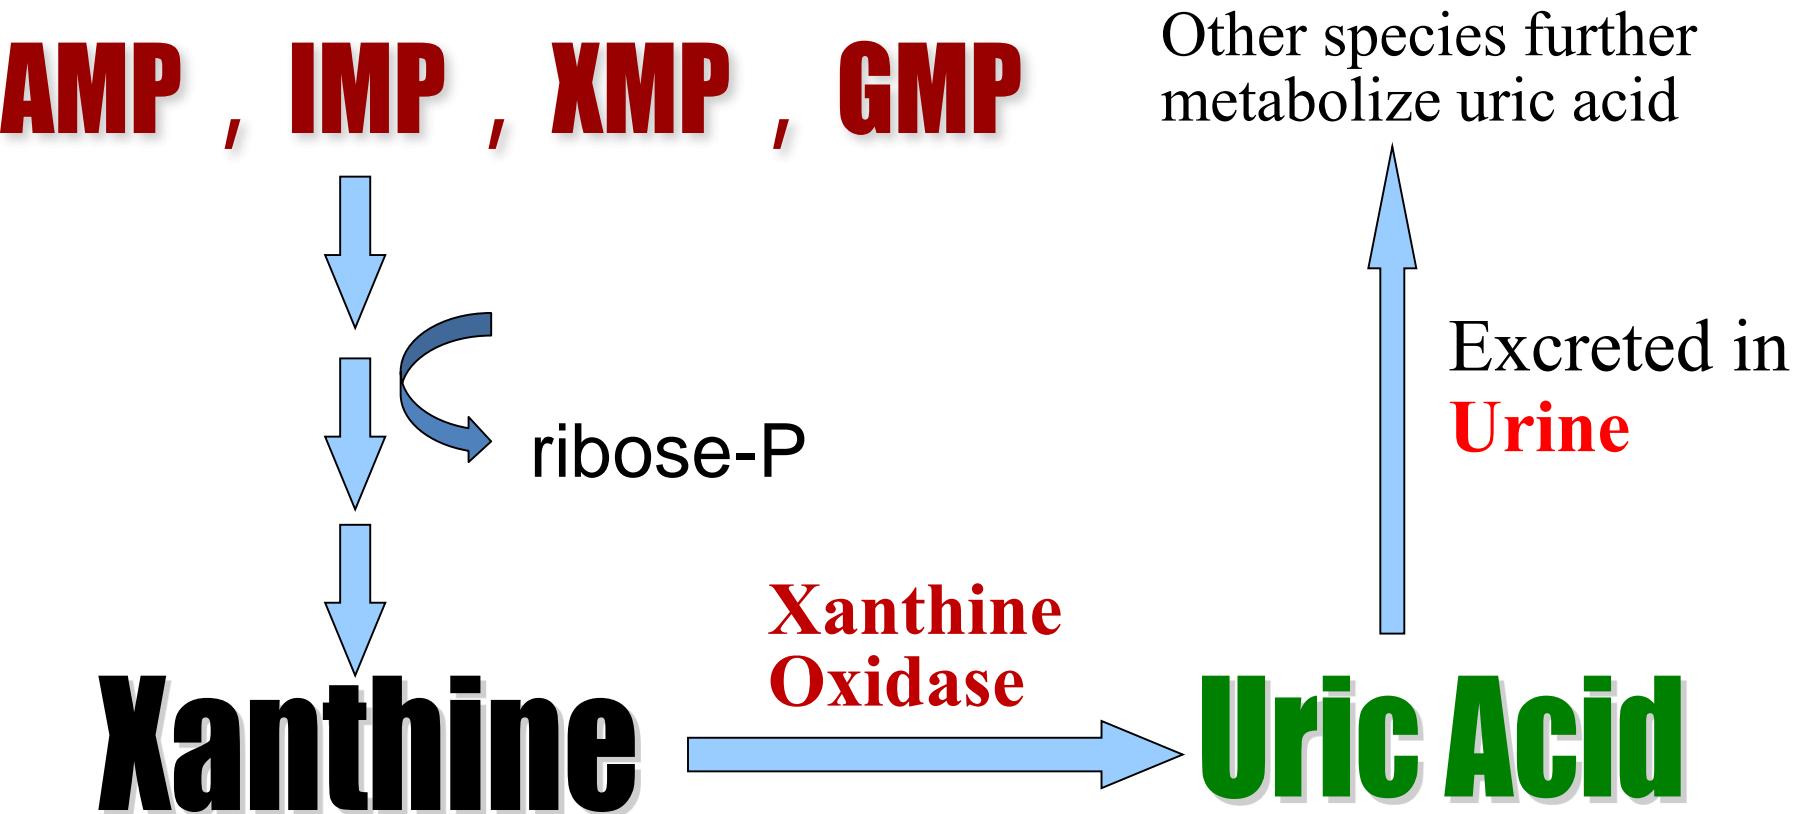 AMP , IMP , XMP , GMP
Other species further
metabolize uric acid
Excreted in
Urine
ribose-P
Xanthine
Oxidase
Xanthine
Uric Acid